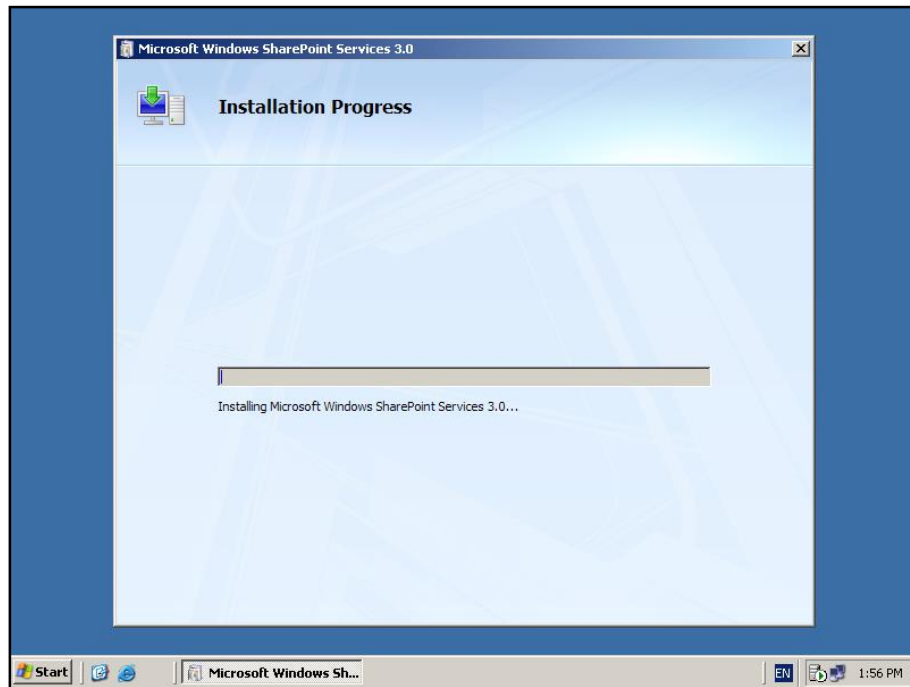 Microsoft Windows SharePoint Services 3.0
Installation Progress
Installing Microsoft Windows SharePoint Services 3.0...
Start
Microsoft Windows Sh...
EN
1:56 PM